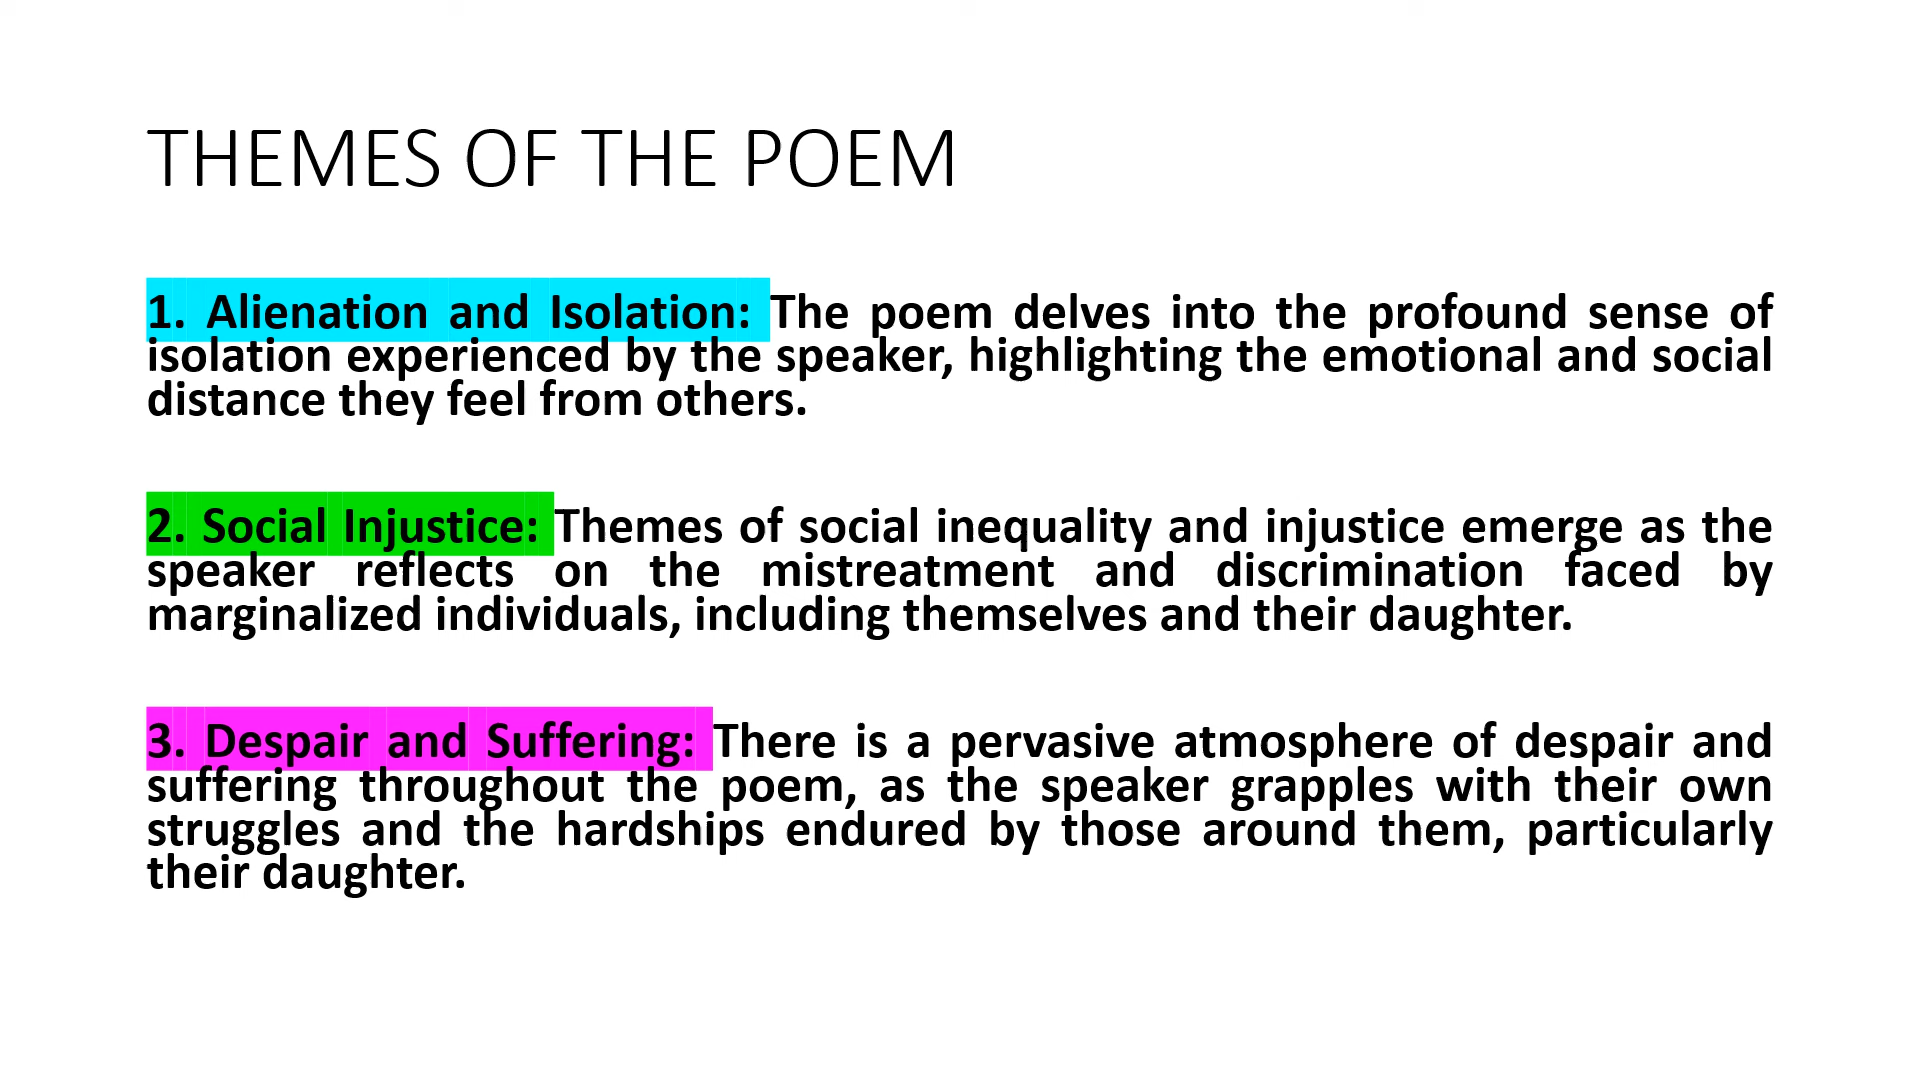 THEMES OF THE POEM
1. Alienation and Isolation: The poem delves into the profound sense of
isolation experienced by the speaker, highlighting the emotional and social
distance they feel from others.
2. Social Injustice: Themes of social inequality and injustice emerge as the
speaker reflects on the mistreatment and discrimination faced by
marginalized individuals, including themselves and their daughter.
3. Despair and Suffering: There is a pervasive atmosphere of despair and
suffering throughout the poem, as the speaker grapples with their own
struggles and the hardships endured by those around them, particularly
their daughter.